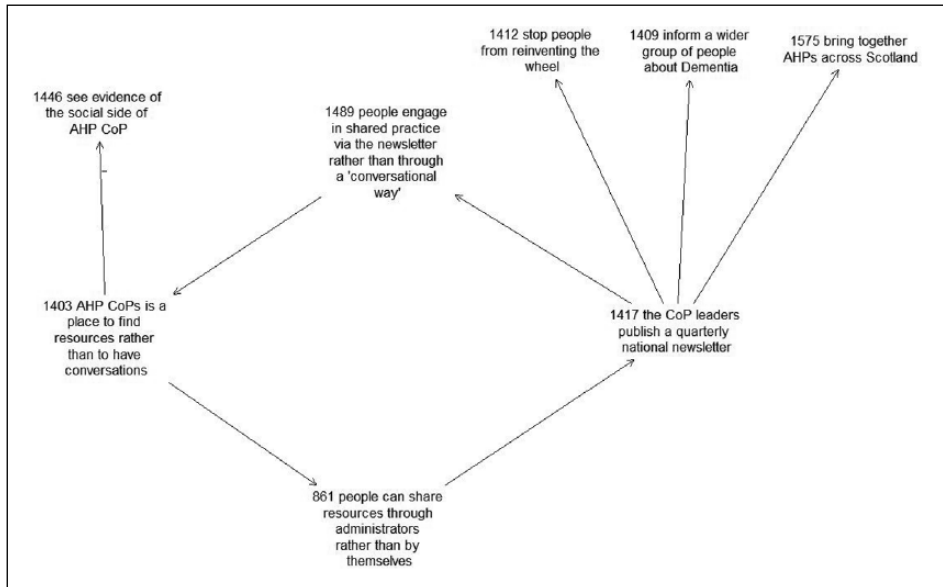 1412 stop people
from reinventing the
wheel
1409 inform a wider
group of people
about Dementia
1575 bring together
AHPs across Scotland
1446 see evidence of
the social side of
AHP CoP
1489 people engage
in shared practice
via the newsletter
rather than through
a 'conversational
way'
1403 AHP CoPs is a
place to find
resources rather
than to have
conversations
1417 the CoP leaders
publish a quarterly
national newsletter
861 people can share
resources through
administrators
rather than by
themselves